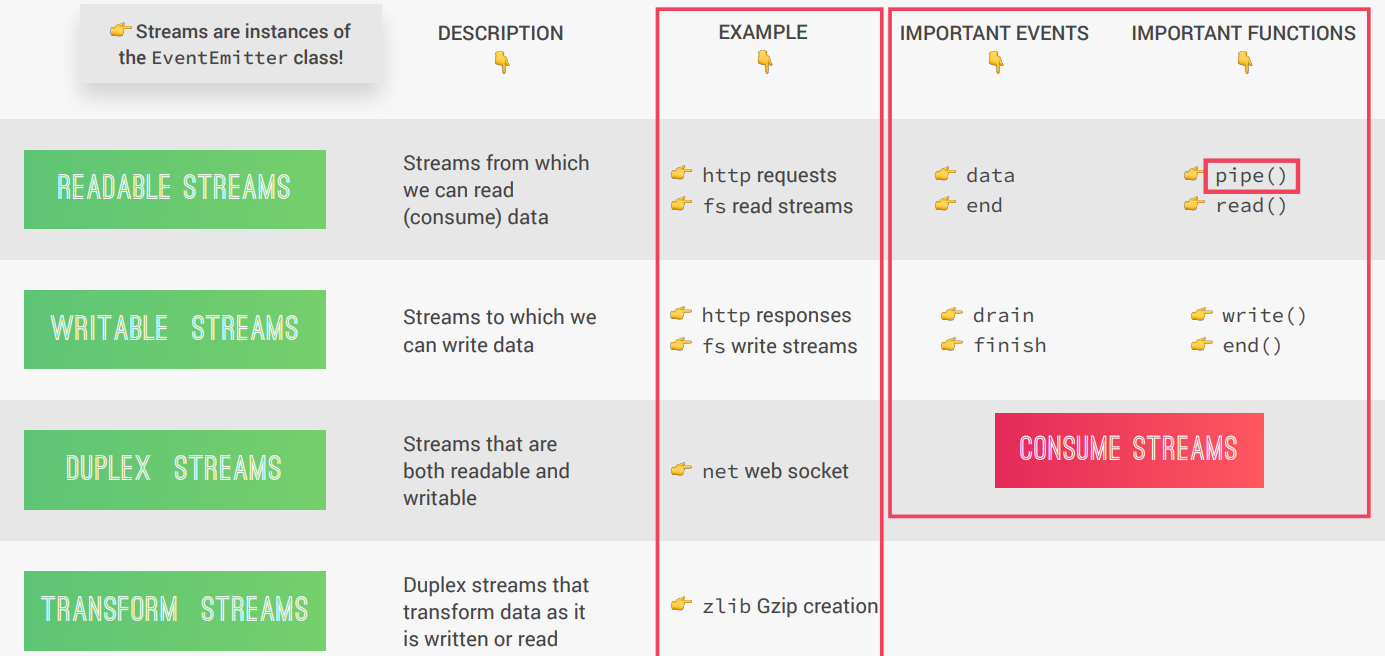 👉 Streams are instances of
the EventEmitter class!
DESCRIPTION
👇
EXAMPLE
👇
IMPORTANT EVENTS
👇
IMPORTANT FUNCTIONS
👇
READABLE STREAMS
Streams from which
we can read
(consume) data
👉 http requests
👉 fs read streams
👉 data
👉 end
👉 pipe()
👉 read()
WRITABLE STREAMS
Streams to which we
can write data
👉 http responses
👉 fs write streams
👉 drain
👉 finish
👉 write()
👉 end()
DUPLEX STREAMS
Streams that are
both readable and
writable
👉 net web socket
CONSUME STREAMS
TRANSFORM STREAMS
Duplex streams that
transform data as it
is written or read
👉 zlib Gzip creation